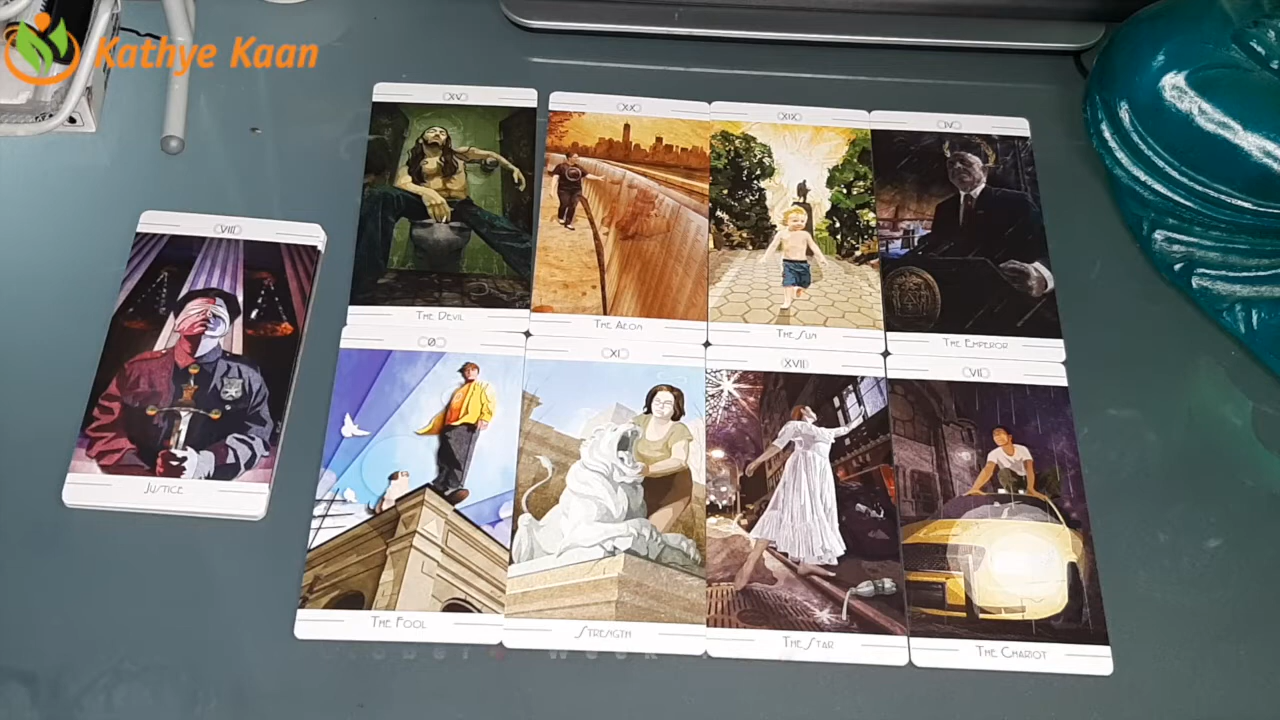 Kathye Kaan
XV
XX
XIX
IV
The Devil
The Aeon
The Sun
The Emperor
VIII
Justice
0
XI
XVII
VII
The Fool
Strength
The Star
The Chariot